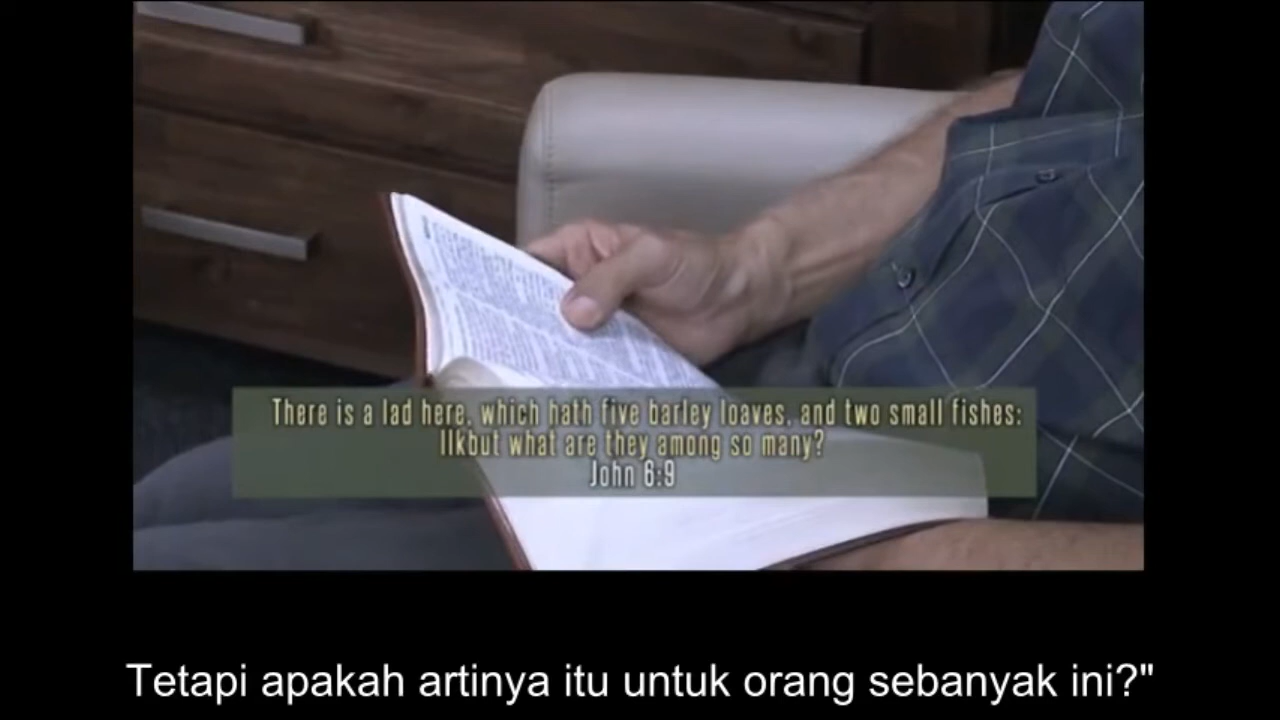 There is a lad here, which hath five barley loaves, and two small fishes:
IIkbut what are they among so many?
John 6:9
Tetapi apakah artinya itu untuk orang sebanyak ini?"